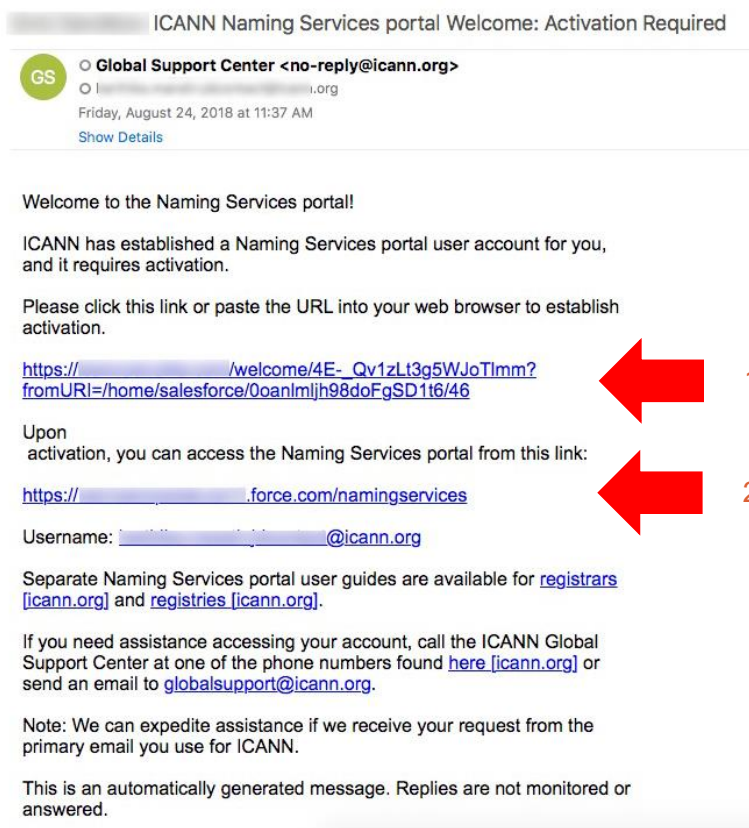 ICANN Naming Services portal Welcome: Activation Required
GS
Global Support Center <no-reply@icann.org>
.org
Friday, August 24, 2018 at 11:37 AM
Show Details
Welcome to the Naming Services portal!
ICANN has established a Naming Services portal user account for you,
and it requires activation.
Please click this link or paste the URL into your web browser to establish
activation.
https:// /welcome/4E-_Qv1zLt3g5WJoTlmm?
fromURI=/home/salesforce/0oanlmljh98doFgSD1t6/46
1
Upon
activation, you can access the Naming Services portal from this link:
https:// .force.com/namingservices
2
Username: @icann.org
Separate Naming Services portal user guides are available for registrars
[icann.org] and registries [icann.org].
If you need assistance accessing your account, call the ICANN Global
Support Center at one of the phone numbers found here [icann.org] or
send an email to globalsupport@icann.org.
Note: We can expedite assistance if we receive your request from the
primary email you use for ICANN.
This is an automatically generated message. Replies are not monitored or
answered.